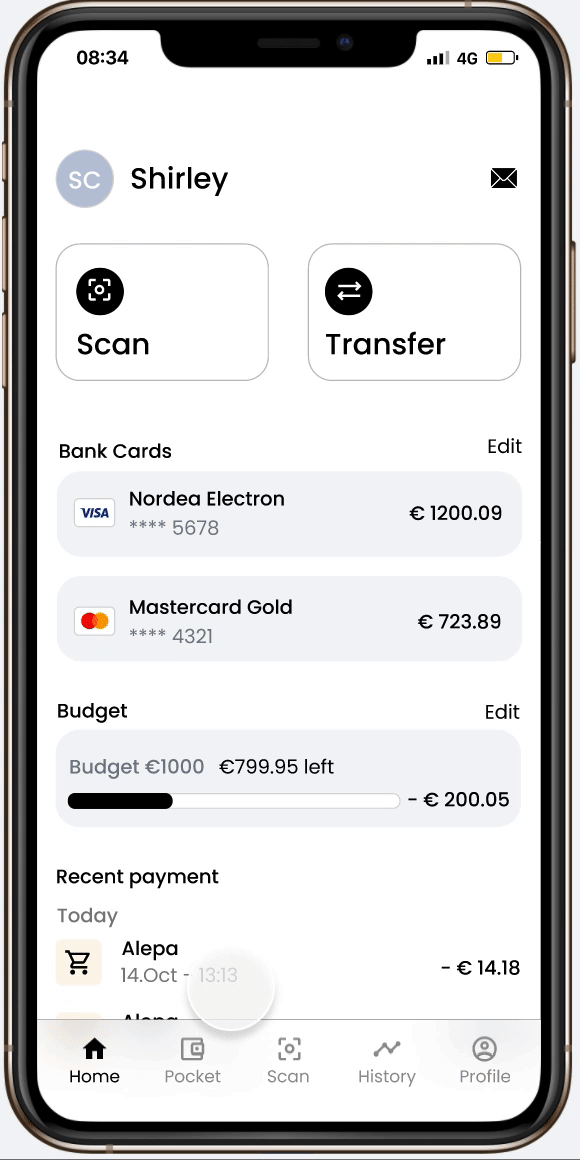 08:34
4G
SC
Shirley
Scan
Transfer
Bank Cards
Edit
VISA
Nordea Electron
€ 1200.09
**** 5678
Mastercard Gold
€ 723.89
**** 4321
Budget
Edit
Budget €1000 €799.95 left
- € 200.05
Recent payment
Today
Alepa
14.Oct - 13:13
- € 14.18
Alepa
Home
Pocket
Scan
History
Profile